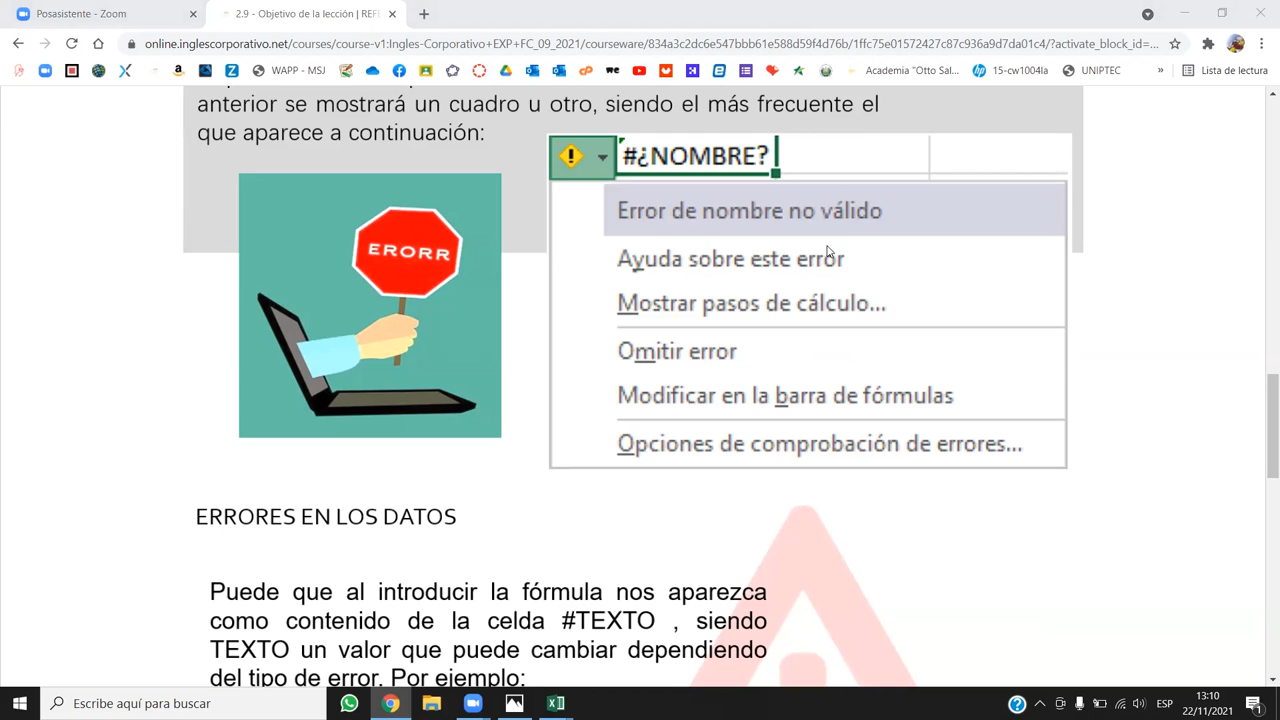 Posasistente - Zoom
2.9 - Objetivo de la lección | REFL
online.inglescorporativo.net/courses/course-v1:Ingles-Corporativo+EXP+FC_09_2021/courseware/834a3c2dc6e547bbb61e588d59f4d76b/1ffc75e01572427c87c936a9d7da01c4/?activate_block_id=...
WAPP - MSJ
Academia "Otto Sal...
15-cw1004la
UNIPTEC
»
Lista de lectura
anterior se mostrará un cuadro u otro, siendo el más frecuente el
que aparece a continuación:
#¿NOMBRE?
Error de nombre no válido
Ayuda sobre este error
Mostrar pasos de cálculo...
Omitir error
Modificar en la barra de fórmulas
Opciones de comprobación de errores...
ERORR
ERRORES EN LOS DATOS
Puede que al introducir la fórmula nos aparezca
como contenido de la celda #TEXTO , siendo
TEXTO un valor que puede cambiar dependiendo
del tipo de error. Por ejemplo:
Escribe aquí para buscar
ESP
13:10
22/11/2021